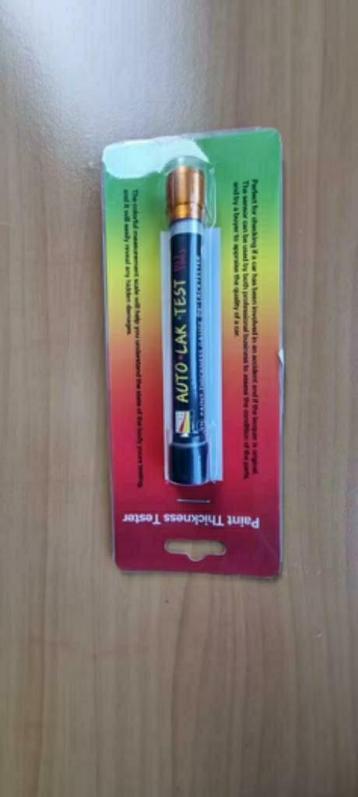 Paint Thickness Tester
Perfect for checking if a car has been involved in an accident and if the lacquer is original.
The sensor can be used by both professional business to assess the condition of the parts,
and by a buyer to appraise the quality of a car.
AUTO-LAK-TEST
The colorful measurement scale will help you understand the state of the body paint
and it will easily reveal any hidden damages.